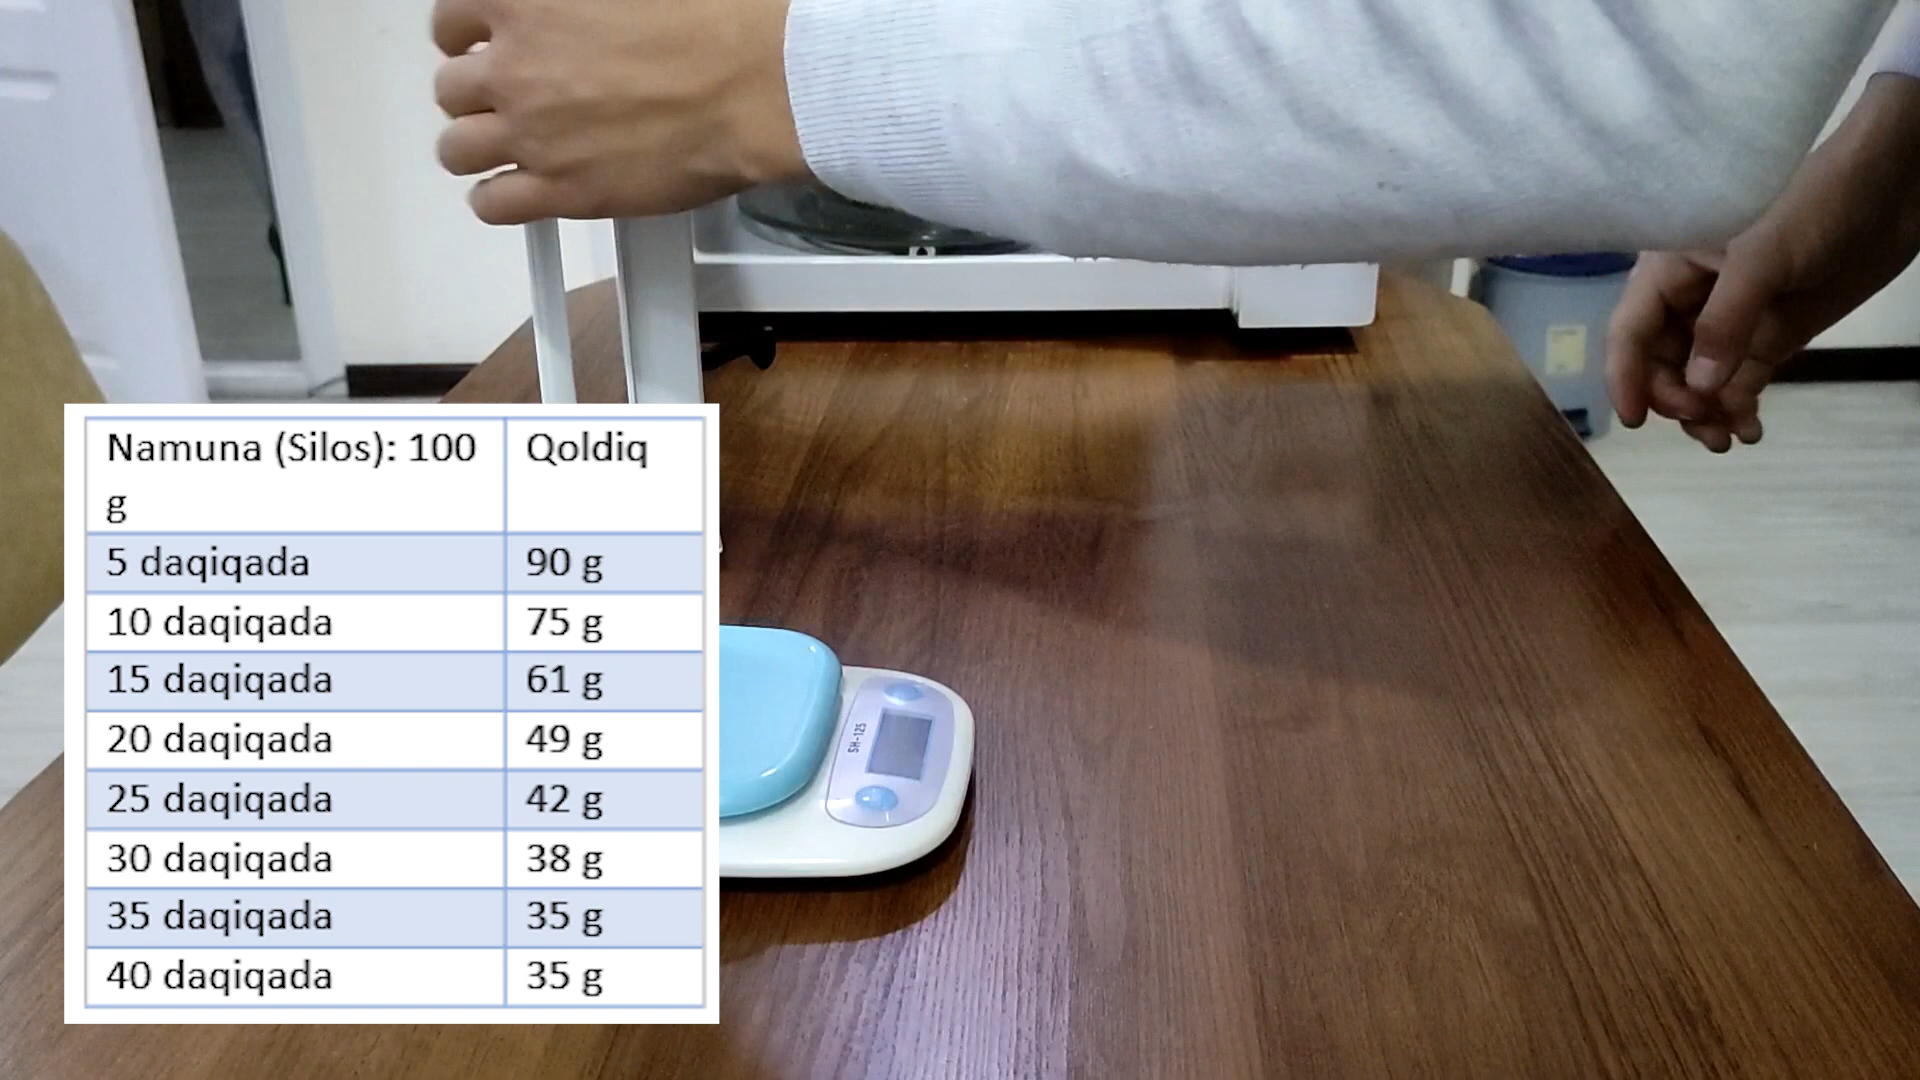 Namuna (Silos): 100 Qoldiq
g
5 daqiqada 90 g
10 daqiqada 75 g
15 daqiqada 61 g
20 daqiqada 49 g
25 daqiqada 42 g
30 daqiqada 38 g
35 daqiqada 35 g
40 daqiqada 35 g
SH-125